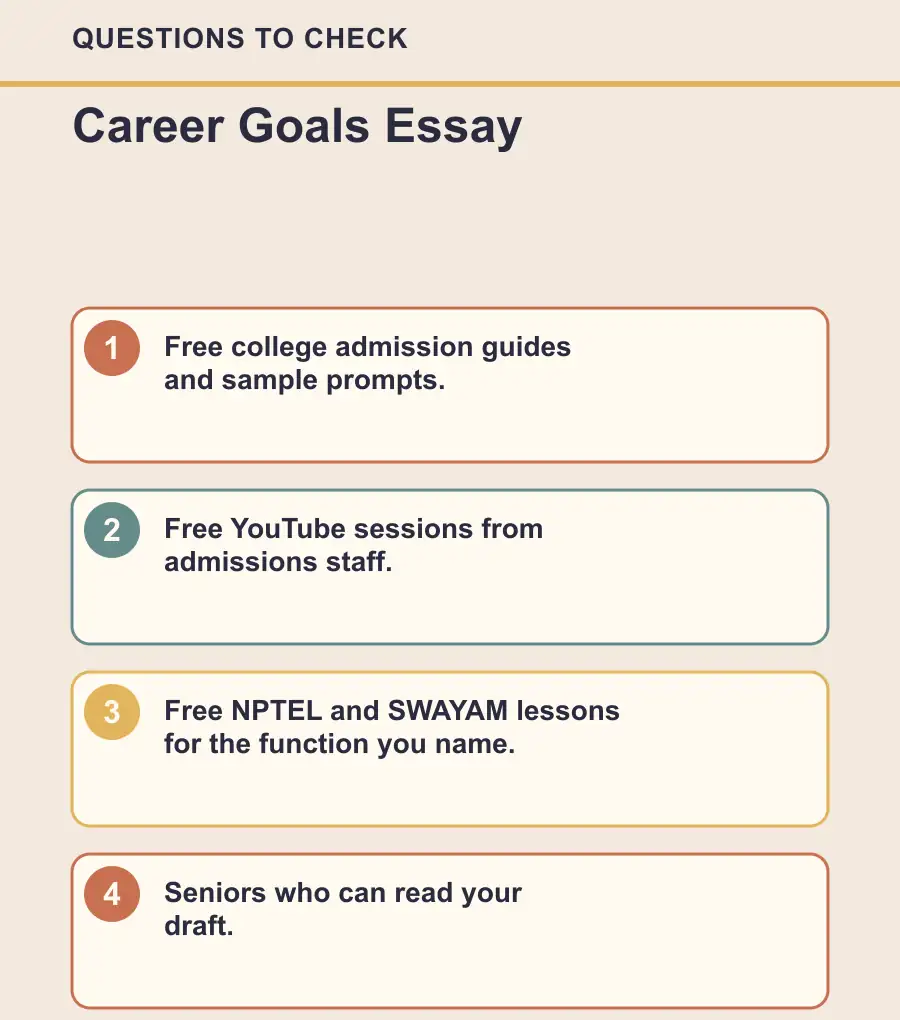 QUESTIONS TO CHECK
Career Goals Essay
1
Free college admission guides
and sample prompts.
2
Free YouTube sessions from
admissions staff.
3
Free NPTEL and SWAYAM lessons
for the function you name.
4
Seniors who can read your
draft.